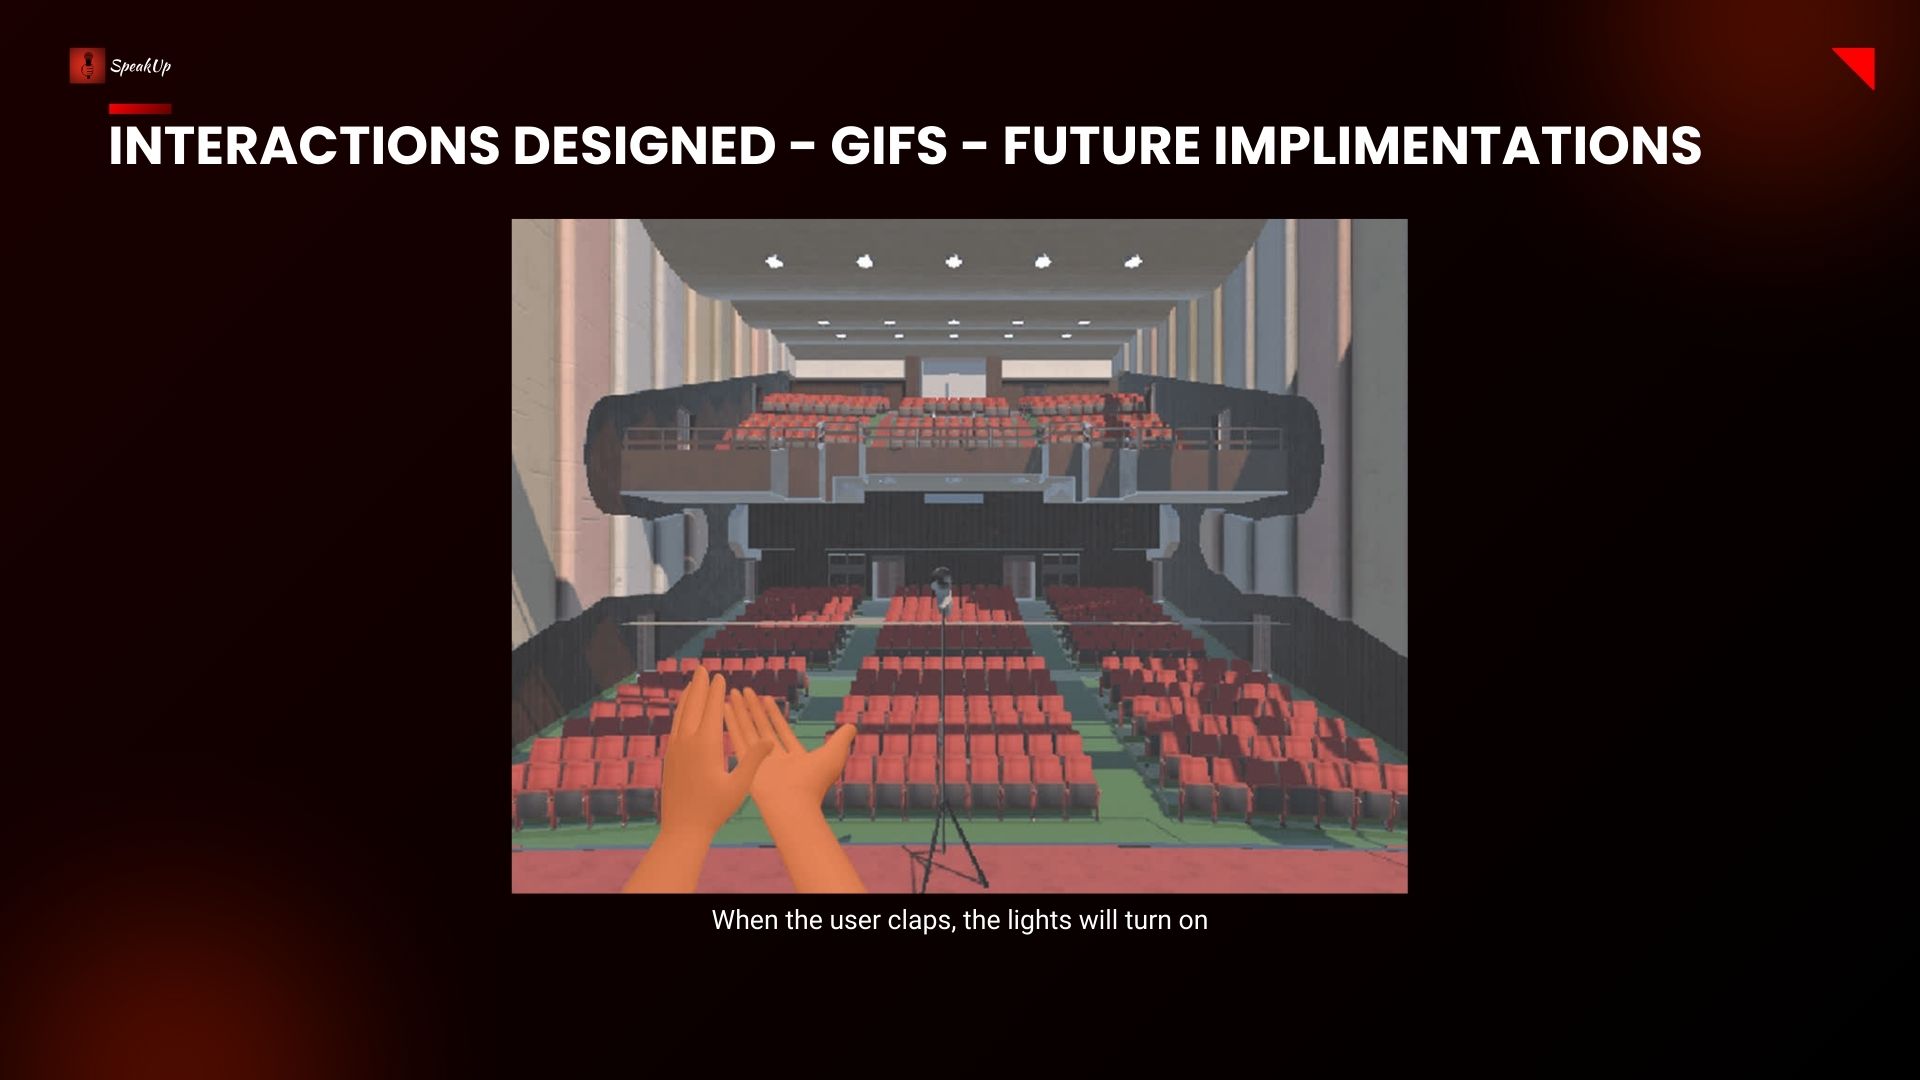 SpeakUp
INTERACTIONS DESIGNED - GIFS - FUTURE IMPLIMENTATIONS
When the user claps, the lights will turn on